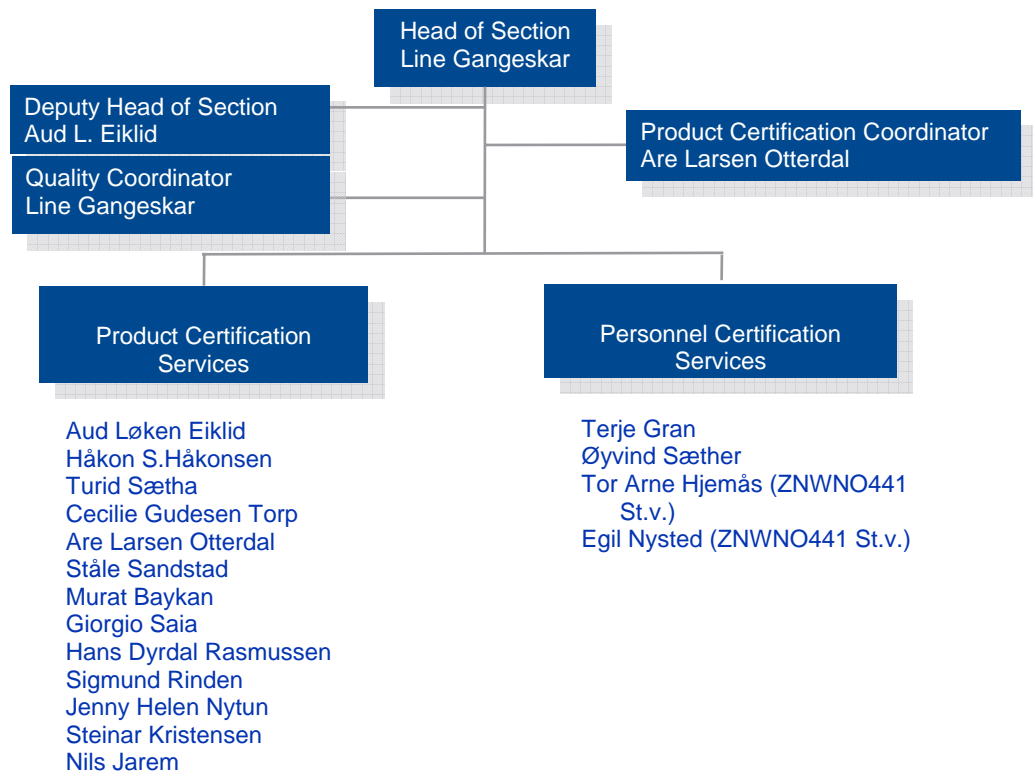 Head of Section
Line Gangeskar
Deputy Head of Section
Aud L. Eiklid
Product Certification Coordinator
Are Larsen Otterdal
Quality Coordinator
Line Gangeskar
Product Certification
Services
Personnel Certification
Services
Aud Løken Eiklid
Håkon S.Håkonsen
Turid Sætha
Cecilie Gudesen Torp
Are Larsen Otterdal
Ståle Sandstad
Murat Baykan
Giorgio Saia
Hans Dyrdal Rasmussen
Sigmund Rinden
Jenny Helen Nytun
Steinar Kristensen
Nils Jarem
Terje Gran
Øyvind Sæther
Tor Arne Hjemås (ZNWNO441
St.v.)
Egil Nysted (ZNWNO441 St.v.)